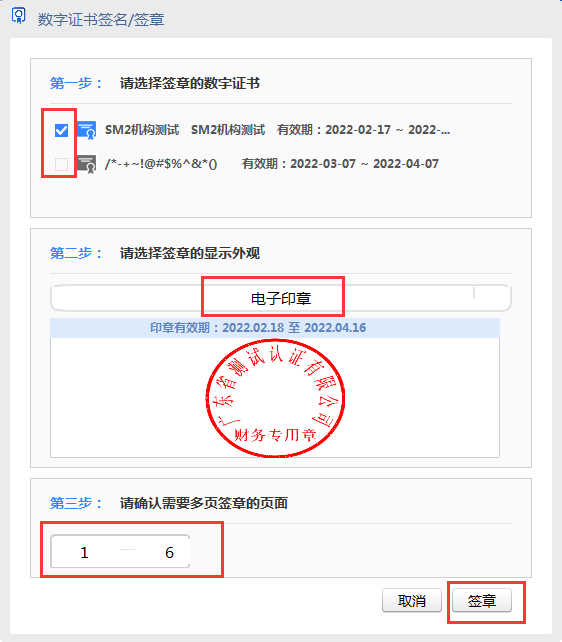 数字证书签名/签章
第一步： 请选择签章的数字证书
SM2机构测试 SM2机构测试 有效期：2022-02-17 ~ 2022-...
/*-+~!@#$%^&*() 有效期：2022-03-07 ~ 2022-04-07
第二步： 请选择签章的显示外观
电子印章
印章有效期：2022.02.18 至 2022.04.16
广东省测试认证有限公司
财务专用章
第三步： 请确认需要多页签章的页面
1 — 6
取消 签章